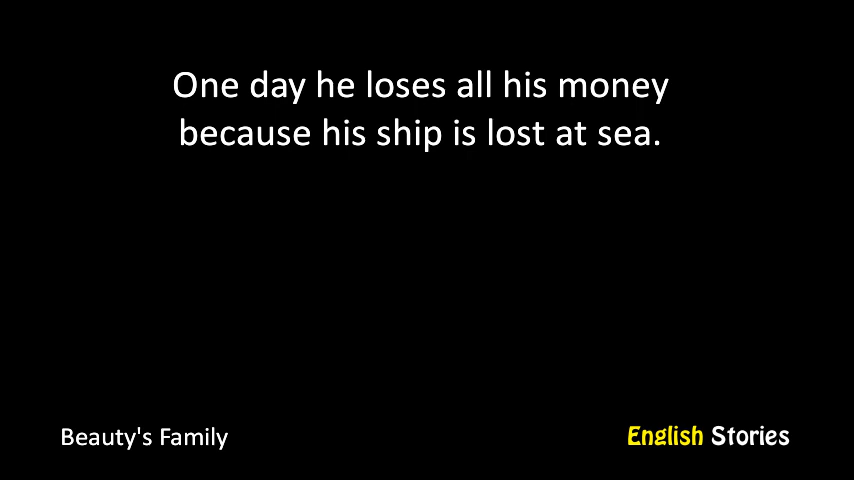 One day he loses all his money
because his ship is lost at sea.
Beauty's Family
English Stories